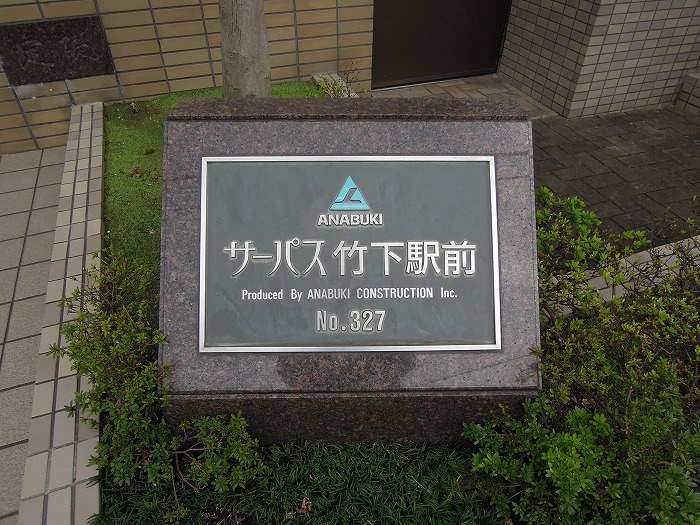 ANABUKI
サーパス竹下駅前
Produced By ANABUKI CONSTRUCTION Inc.
No.327